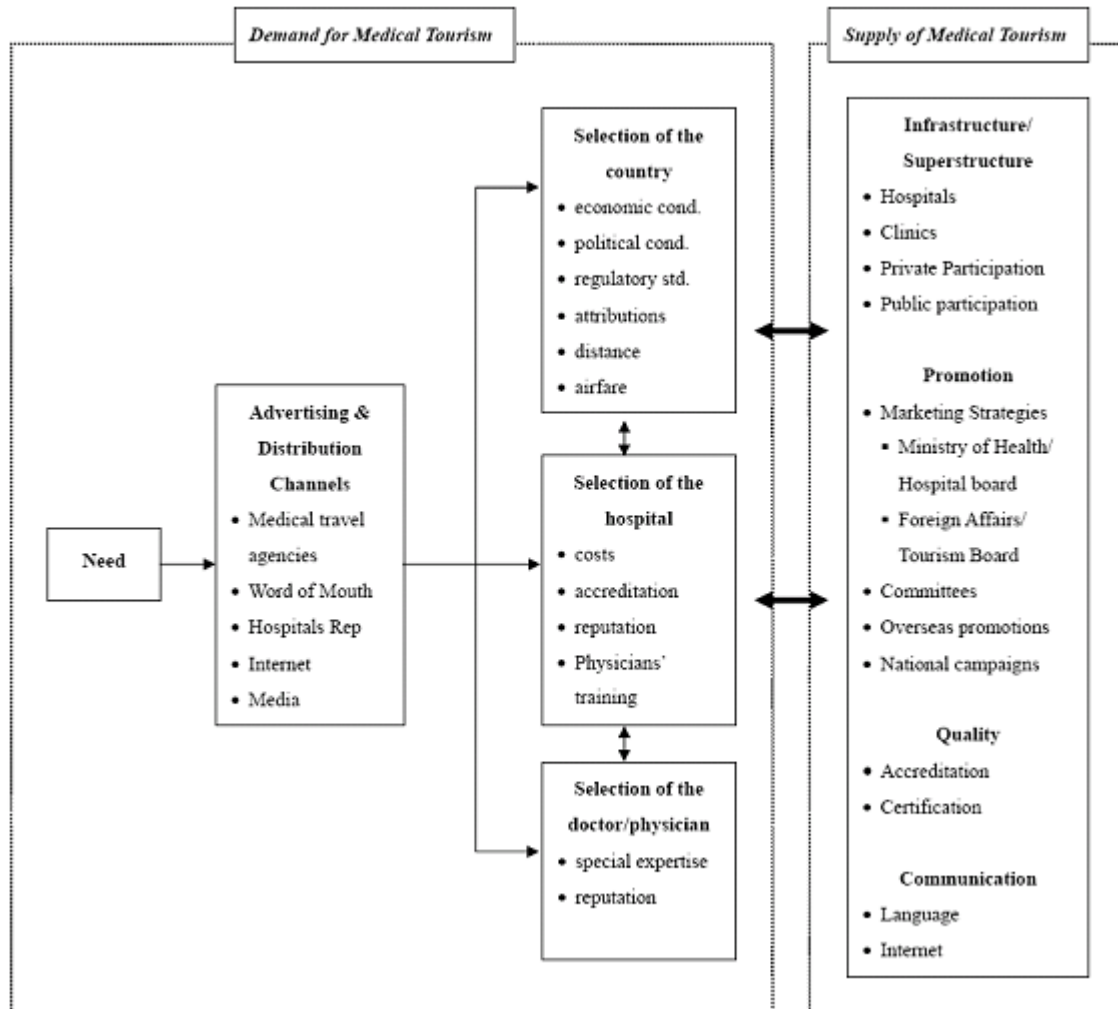 Demand for Medical Tourism
Supply of Medical Tourism
Need
Advertising &
Distribution
Channels
• Medical travel
agencies
• Word of Mouth
• Hospitals Rep
• Internet
• Media
Selection of the
country
• economic cond.
• political cond.
• regulatory std.
• attributions
• distance
• airfare
Selection of the
hospital
• costs
• accreditation
• reputation
• Physicians’
training
Selection of the
doctor/physician
• special expertise
• reputation
Infrastructure/
Superstructure
• Hospitals
• Clinics
• Private Participation
• Public participation
Promotion
• Marketing Strategies
▪ Ministry of Health/
Hospital board
▪ Foreign Affairs/
Tourism Board
• Committees
• Overseas promotions
• National campaigns
Quality
• Accreditation
• Certification
Communication
• Language
• Internet